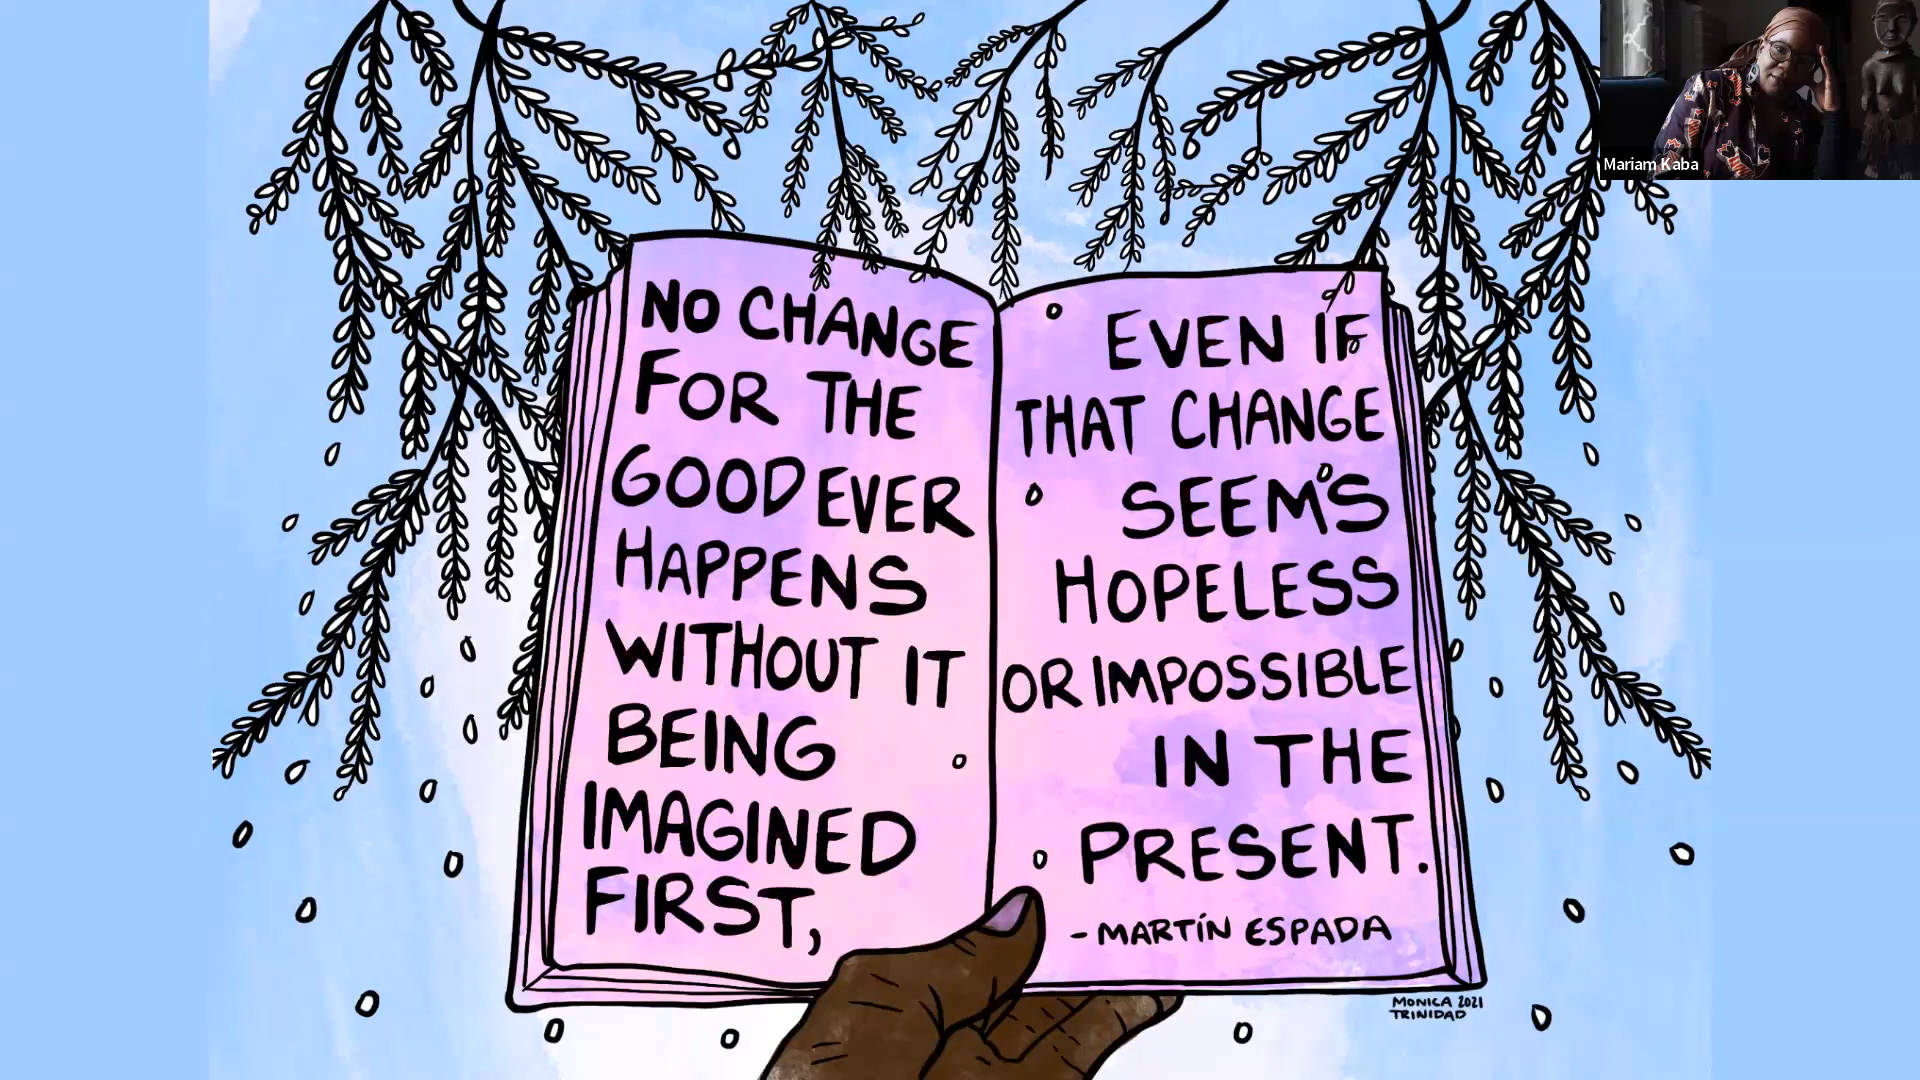 Mariam Kaba
NO CHANGE
FOR THE
GOOD EVER
HAPPENS
WITHOUT IT
BEING
IMAGINED
FIRST,
EVEN IF
THAT CHANGE
SEEM'S
HOPELESS
OR IMPOSSIBLE
IN THE
PRESENT.
- MARTÍN ESPADA
MONICA 2021
TRINIDAD